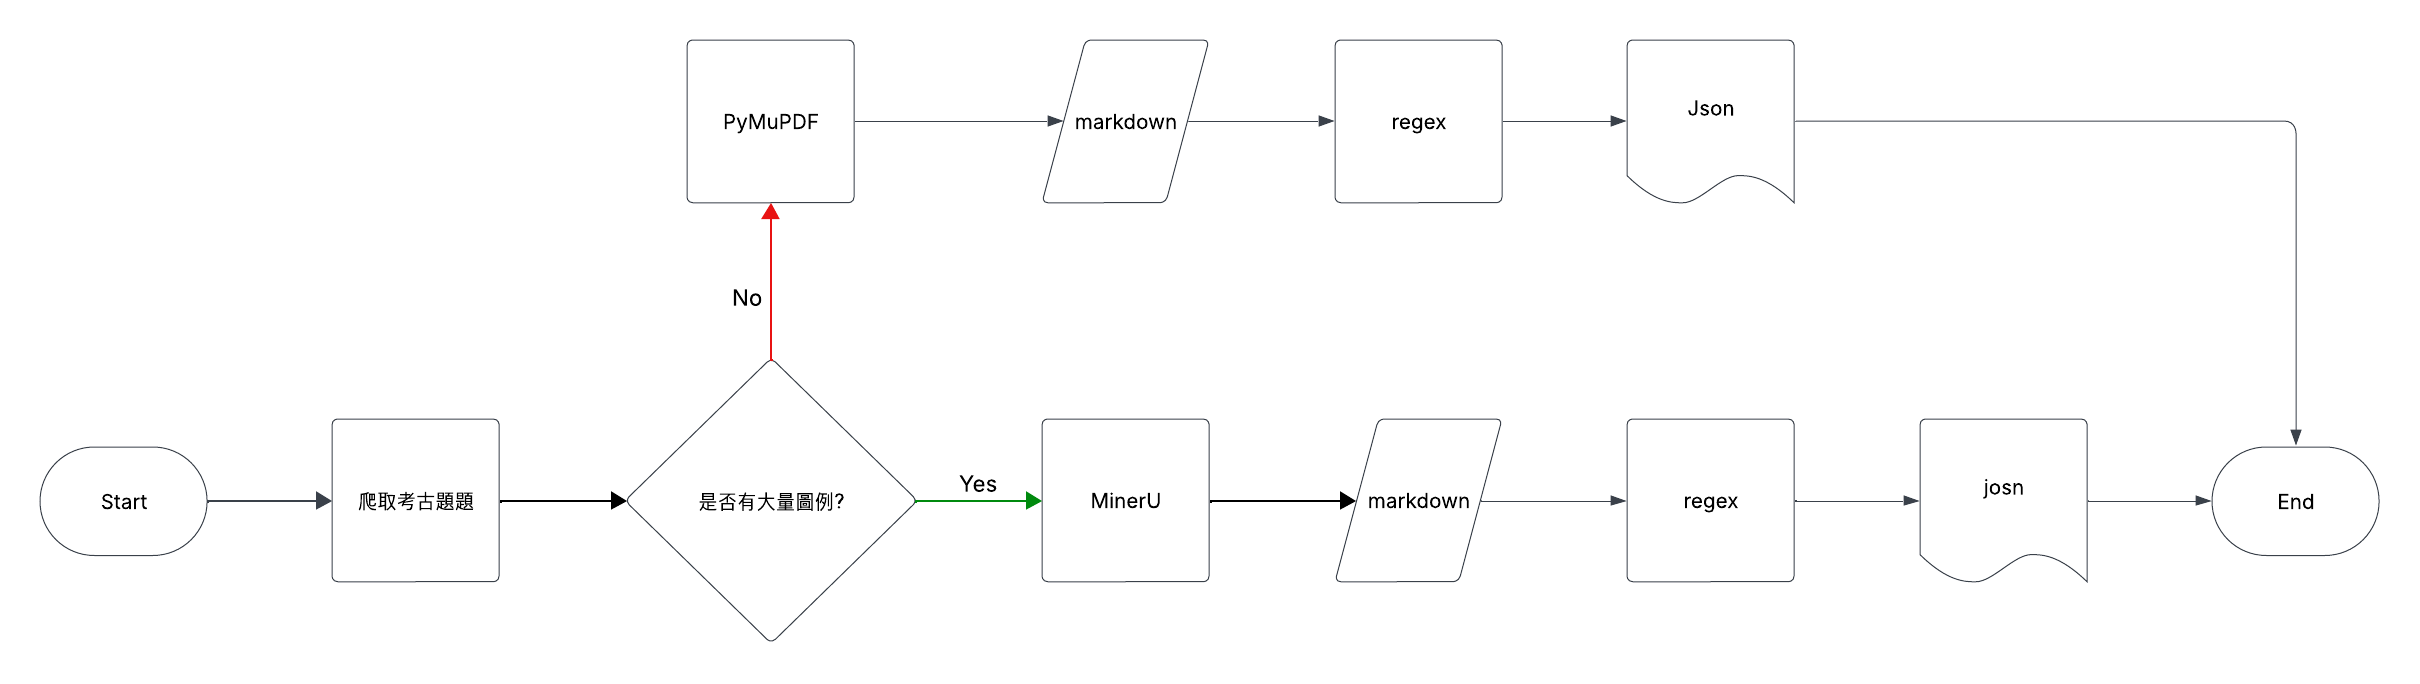 PyMuPDF
markdown
regex
Json
No
Start
爬取考古題題
是否有大量圖例?
Yes
MinerU
markdown
regex
josn
End